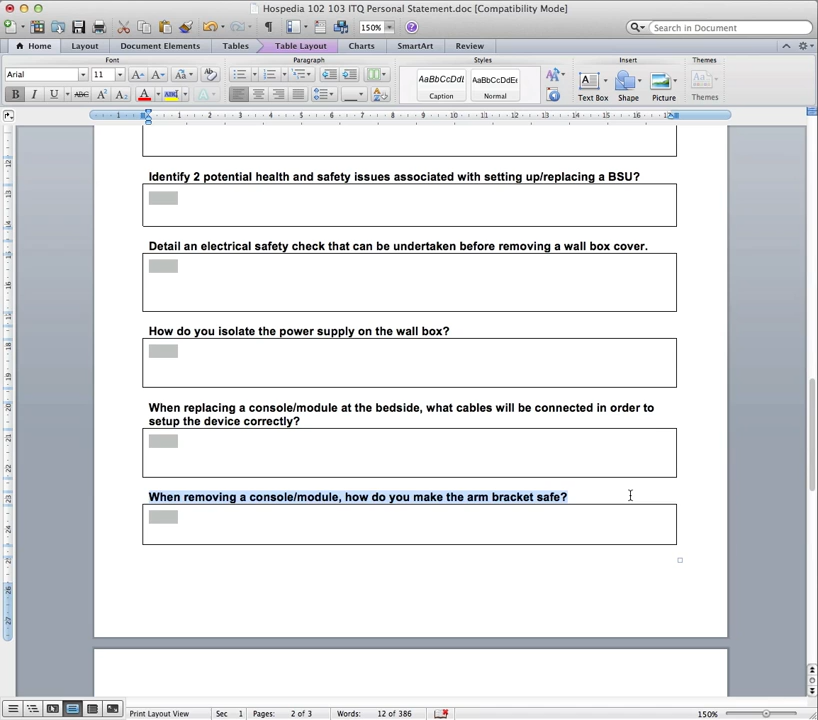 Hospedia 102 103 ITQ Personal Statement.doc [Compatibility Mode]
150%
Search in Document
Home Layout Document Elements Tables Table Layout Charts SmartArt Review
Font Paragraph Styles Insert Themes
Arial 11
AaBbCcDdE AaBbCcDdEe
Caption Normal Text Box Shape Picture Themes
Identify 2 potential health and safety issues associated with setting up/replacing a BSU?
Detail an electrical safety check that can be undertaken before removing a wall box cover.
How do you isolate the power supply on the wall box?
When replacing a console/module at the bedside, what cables will be connected in order to
setup the device correctly?
When removing a console/module, how do you make the arm bracket safe?
Print Layout View Sec 1 Pages: 2 of 3 Words: 12 of 386 150%